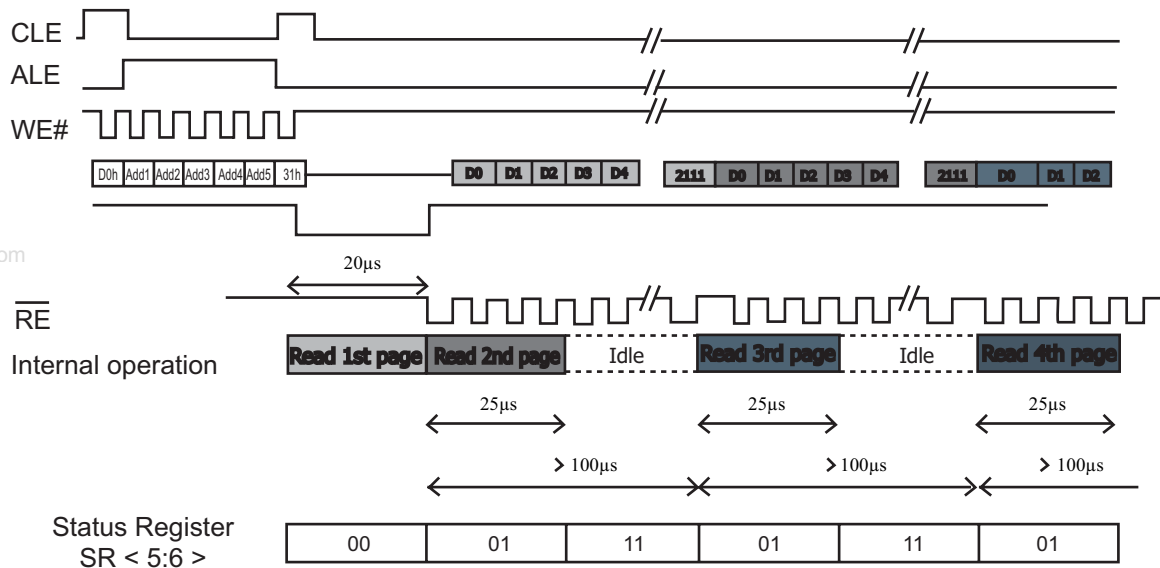 CLE
ALE
WE#
D0h Add1 Add2 Add3 Add4 Add5 31h D0 D1 D2 D3 D4 2111 D0 D1 D2 D3 D4 2111 D0 D1 D2
om
20µs
RE
Internal operation Read 1st page Read 2nd page Idle Read 3rd page Idle Read 4th page
25µs 25µs 25µs
> 100µs > 100µs > 100µs
Status Register
SR < 5:6 > 00 01 11 01 11 01